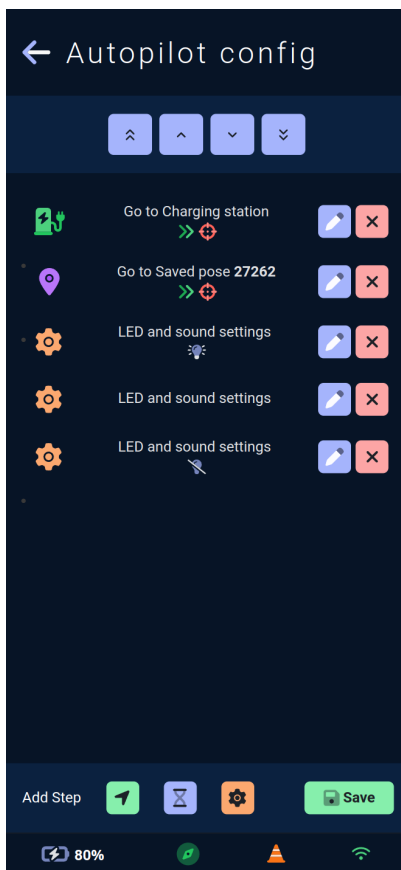 Autopilot config
Go to Charging station
Go to Saved pose 27262
LED and sound settings
LED and sound settings
LED and sound settings
Add Step
Save
80%